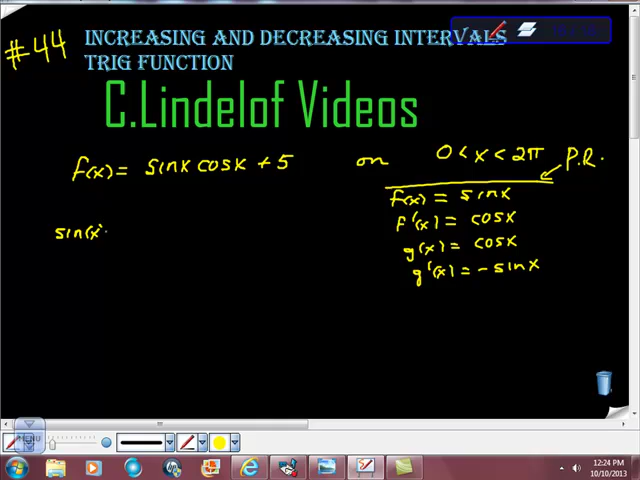 #44
INCREASING AND DECREASING INTERVALS
TRIG FUNCTION
C.Lindelof Videos
f(x) = sinx cosx + 5 on 0 < x < 2π
P.R.
f(x) = sinx
f'(x) = cosx
g(x) = cosx
g'(x) = -sinx
sin(x
MENU
12:24 PM
10/10/2013